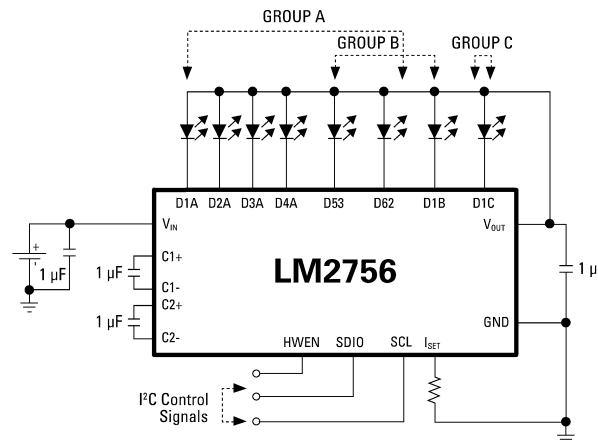 GROUP A
GROUP B
GROUP C
D1A D2A D3A D4A D53 D62 D1B D1C
VIN
VOUT
+
-
1 µF
1 µF
C1+
C1-
1 µF
C2+
C2-
LM2756
1 µ
GND
HWEN SDIO SCL ISET
I²C Control
Signals